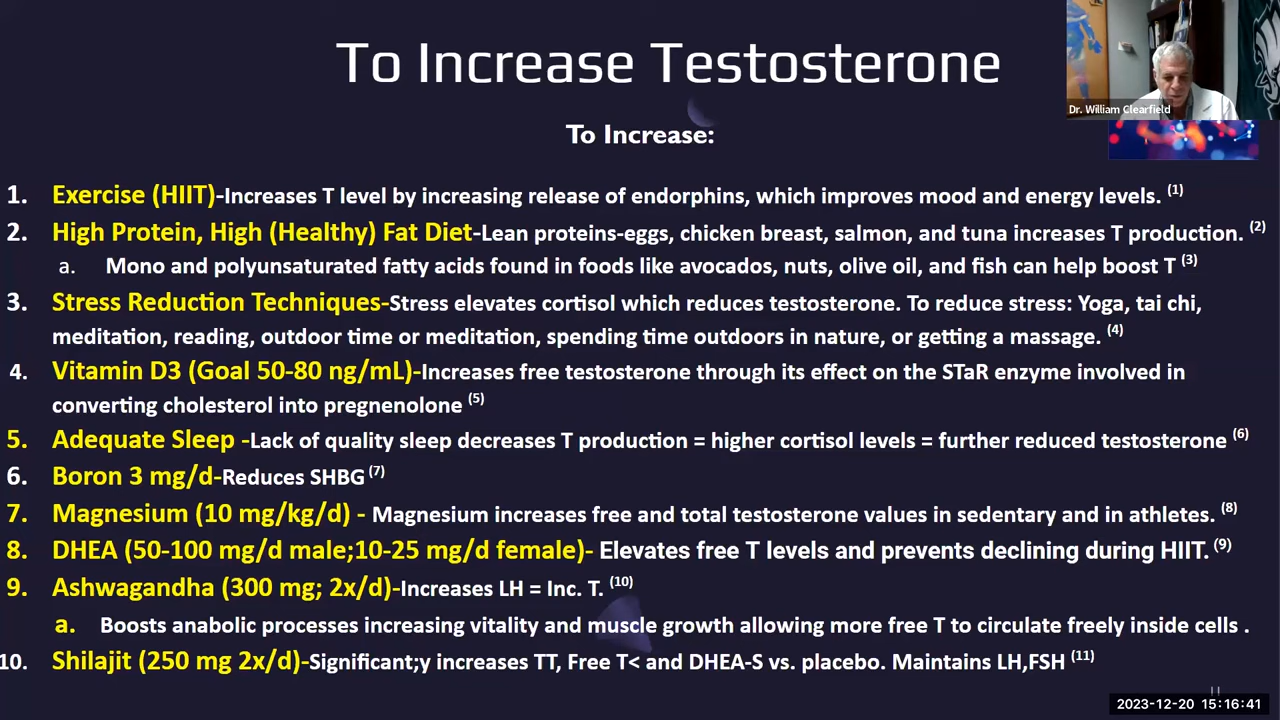 To Increase Testosterone
Dr. William Clearfield
To Increase:
1. Exercise (HIIT)-Increases T level by increasing release of endorphins, which improves mood and energy levels. (1)
2. High Protein, High (Healthy) Fat Diet-Lean proteins-eggs, chicken breast, salmon, and tuna increases T production. (2)
a. Mono and polyunsaturated fatty acids found in foods like avocados, nuts, olive oil, and fish can help boost T (3)
3. Stress Reduction Techniques-Stress elevates cortisol which reduces testosterone. To reduce stress: Yoga, tai chi,
meditation, reading, outdoor time or meditation, spending time outdoors in nature, or getting a massage. (4)
4. Vitamin D3 (Goal 50-80 ng/mL)-Increases free testosterone through its effect on the STaR enzyme involved in
converting cholesterol into pregnenolone (5)
5. Adequate Sleep -Lack of quality sleep decreases T production = higher cortisol levels = further reduced testosterone (6)
6. Boron 3 mg/d-Reduces SHBG (7)
7. Magnesium (10 mg/kg/d) - Magnesium increases free and total testosterone values in sedentary and in athletes. (8)
8. DHEA (50-100 mg/d male;10-25 mg/d female)- Elevates free T levels and prevents declining during HIIT. (9)
9. Ashwagandha (300 mg; 2x/d)-Increases LH = Inc. T. (10)
a. Boosts anabolic processes increasing vitality and muscle growth allowing more free T to circulate freely inside cells .
10. Shilajit (250 mg 2x/d)-Significant;y increases TT, Free T< and DHEA-S vs. placebo. Maintains LH,FSH (11)
11
2023-12-20 15:16:41